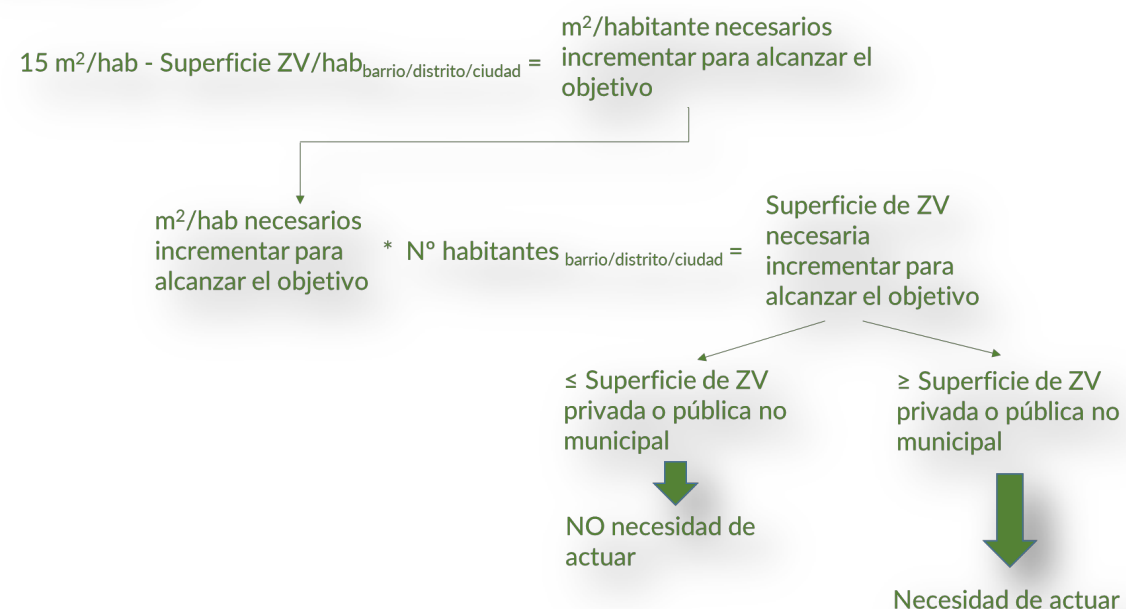 15 m²/hab - Superficie ZV/hab barrio/distrito/ciudad =
m²/habitante necesarios
incrementar para alcanzar el
objetivo
m²/hab necesarios
incrementar para
alcanzar el objetivo
* Nº habitantes barrio/distrito/ciudad =
Superficie de ZV
necesaria
incrementar para
alcanzar el objetivo
≤ Superficie de ZV
privada o pública no
municipal
NO necesidad de
actuar
≥ Superficie de ZV
privada o pública no
municipal
Necesidad de actuar